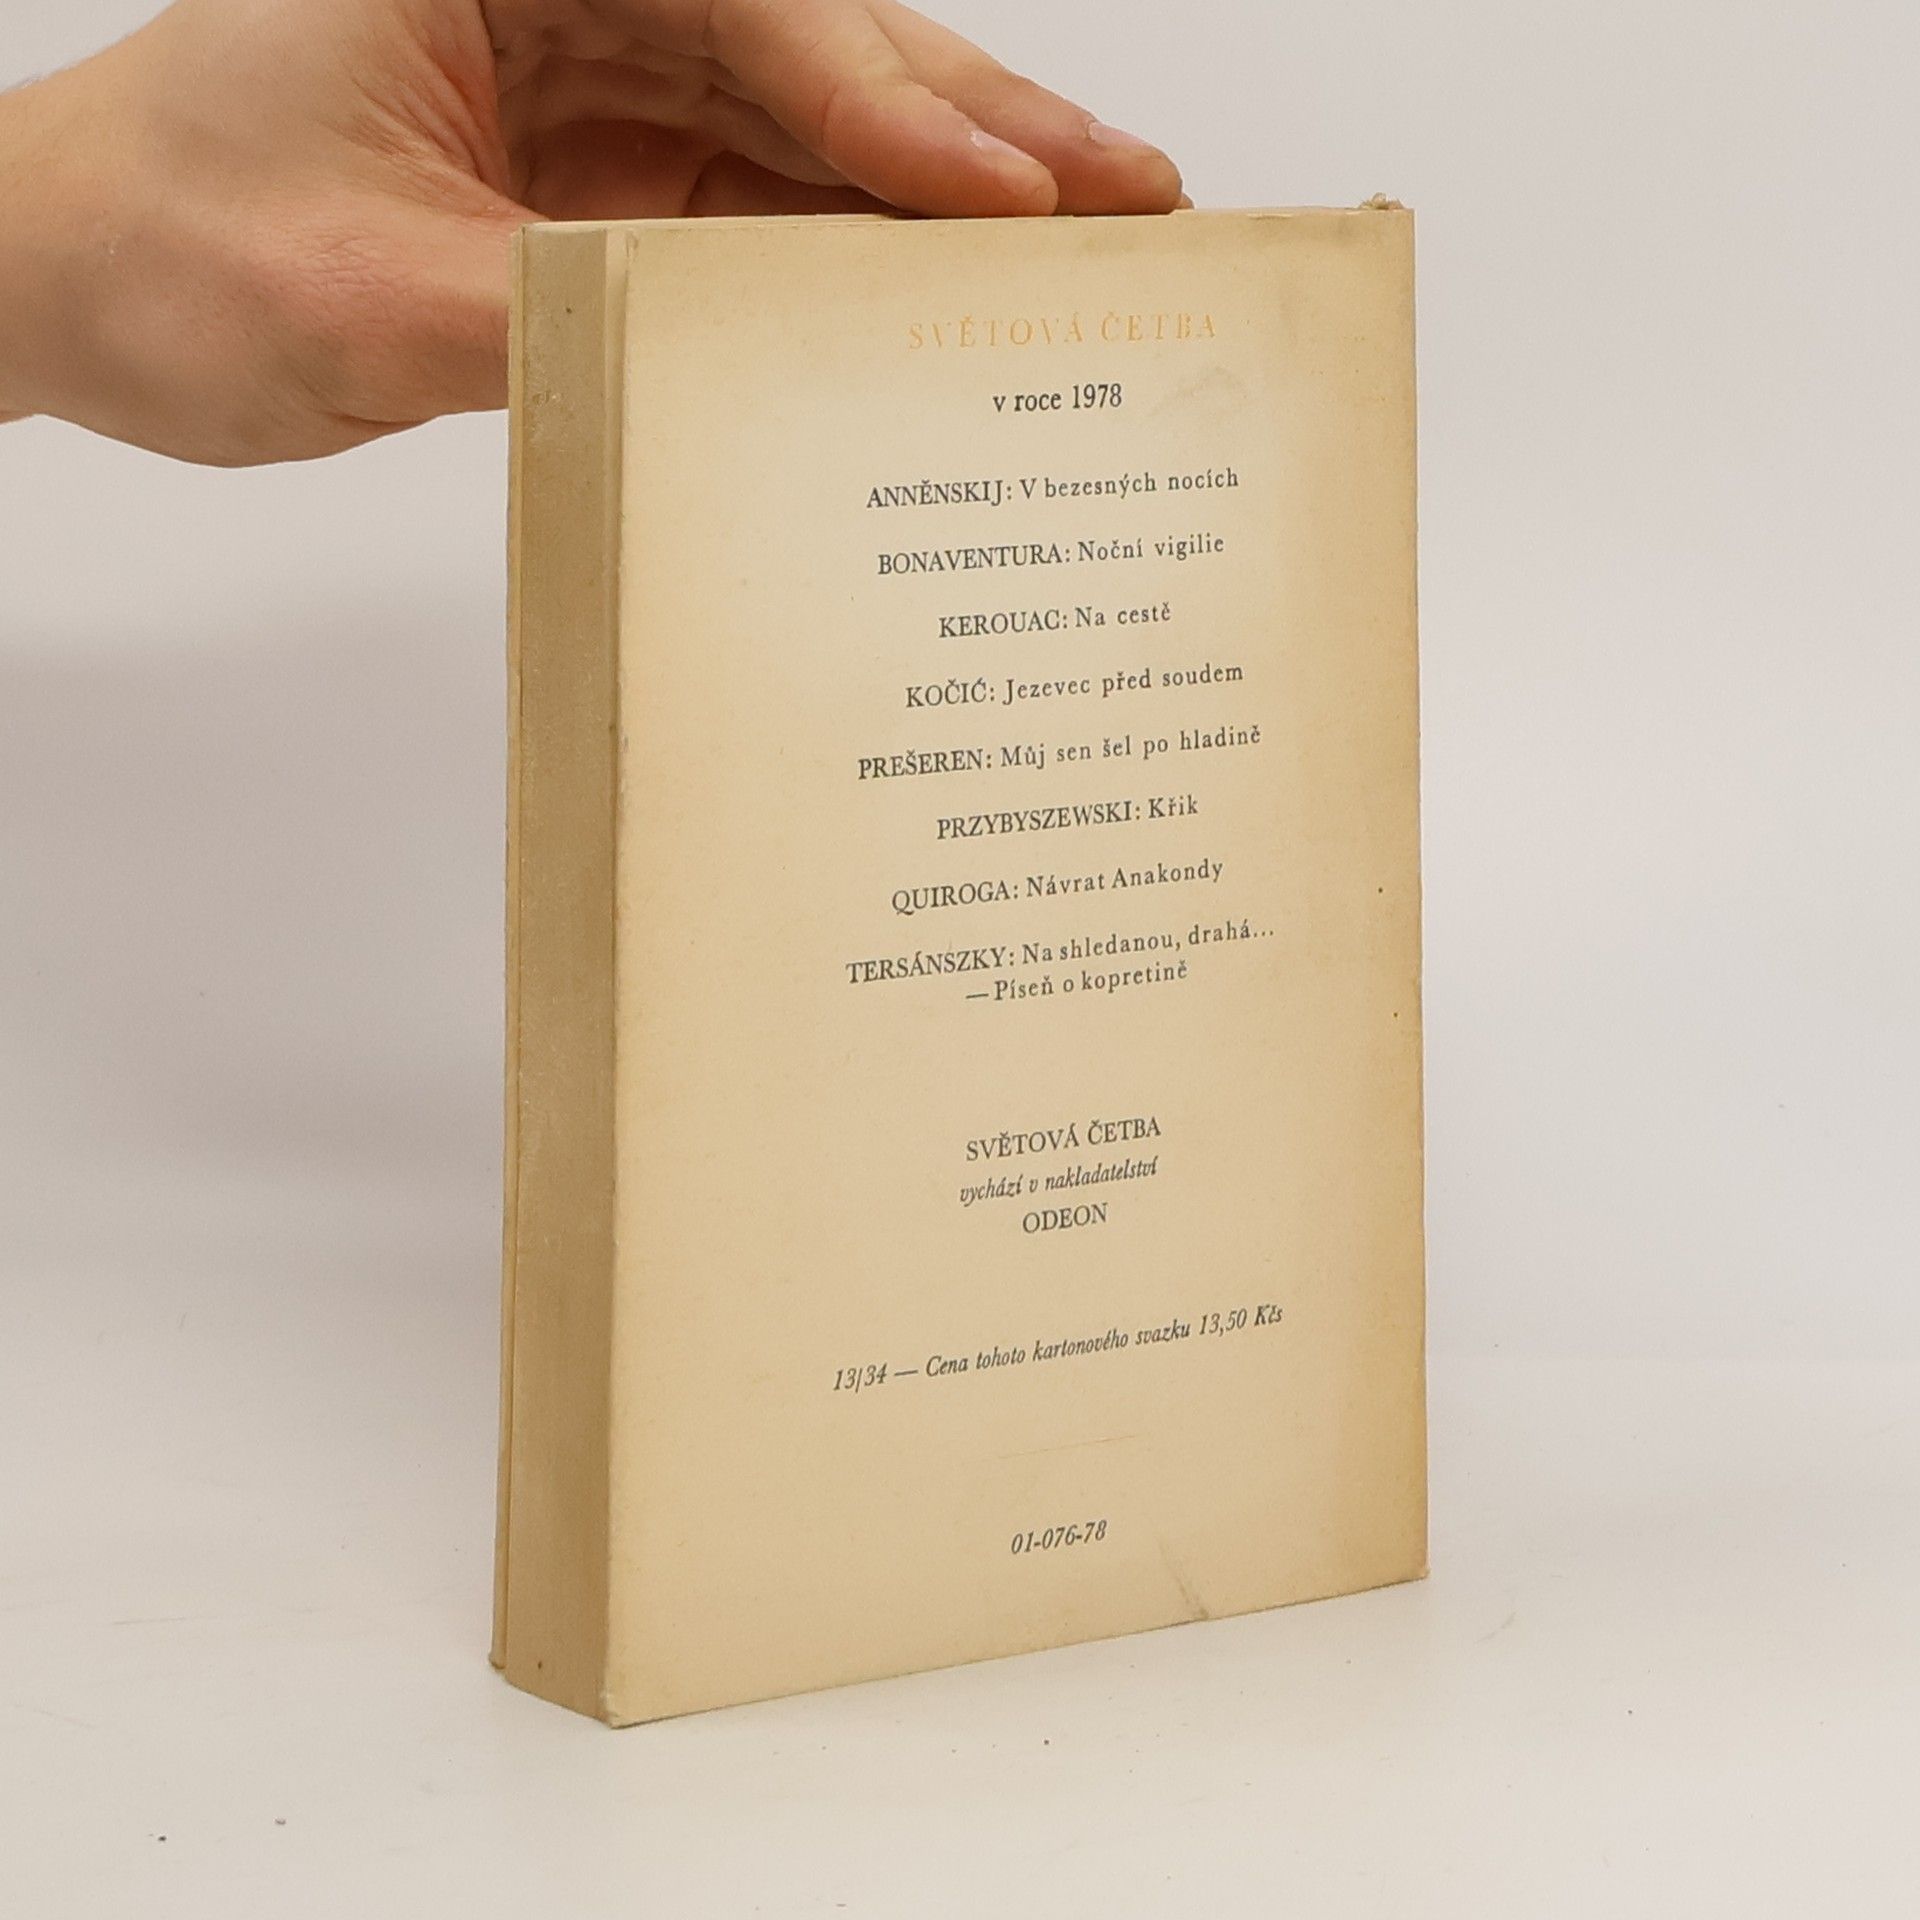 SVĚTOVÁ ČETBA
v roce 1978
ANNĚNSKIJ: V bezesných nocích
BONAVENTURA: Noční vigilie
KEROUAC: Na cestě
KOČIĆ: Jezevec před soudem
PREŠEREN: Můj sen šel po hladině
PRZYBYSZEWSKI: Křik
QUIROGA: Návrat Anakondy
TERSÁNSZKY: Na shledanou, drahá...
— Píseň o kopretině
SVĚTOVÁ ČETBA
vychází v nakladatelství
ODEON
13/34 — Cena tohoto kartonového svazku 13,50 Kčs
01-076-78